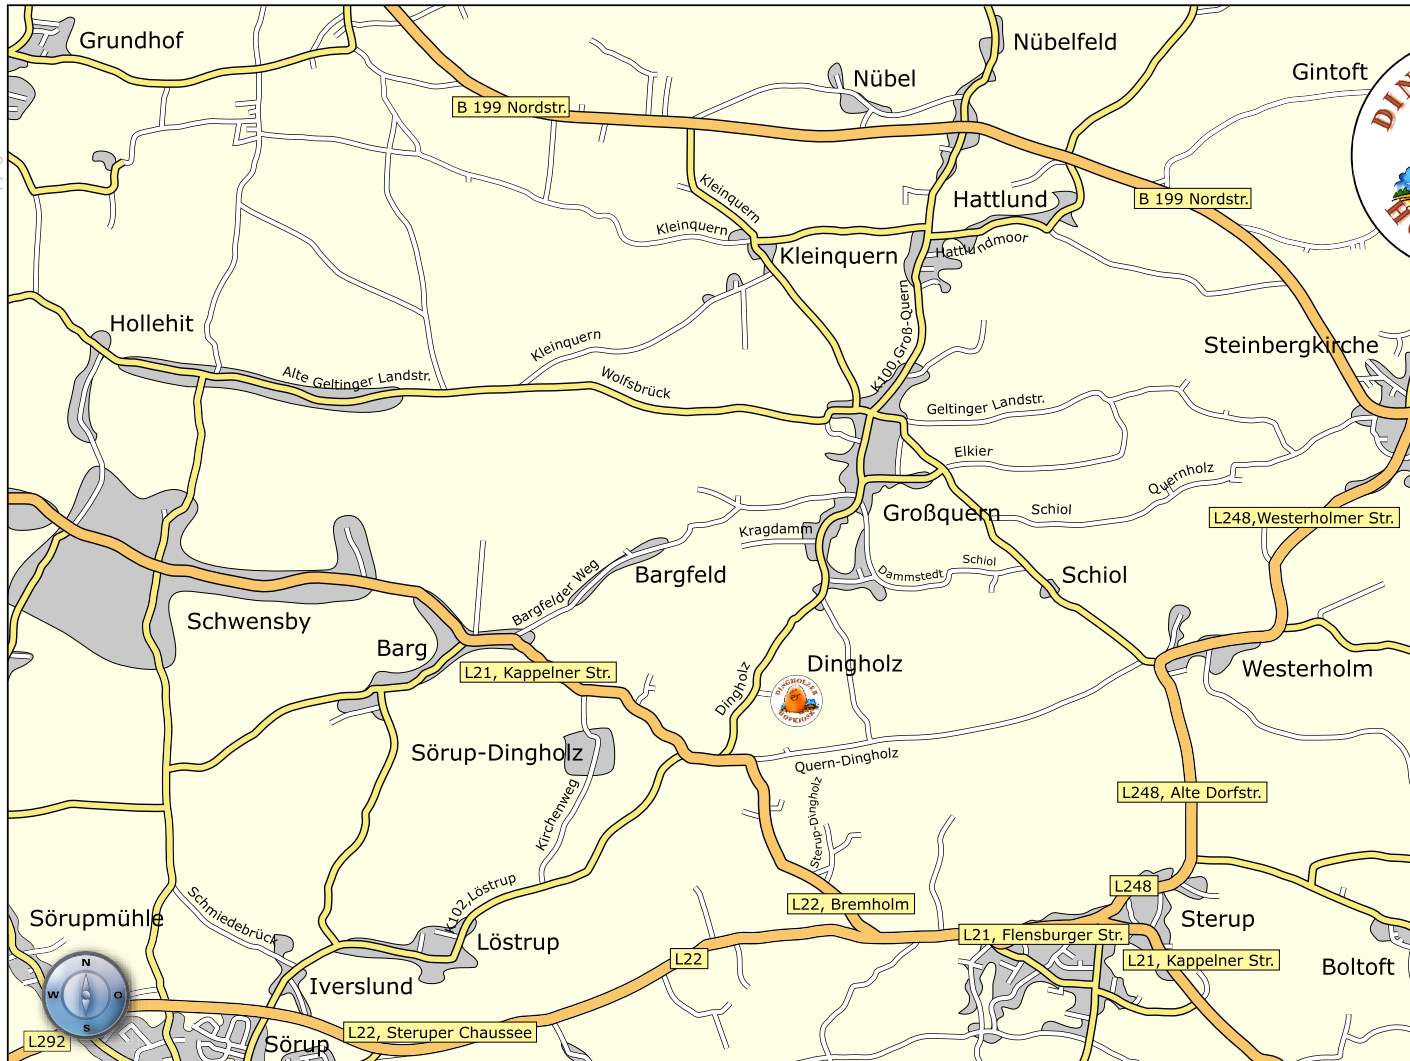 Grundhof
Nübelfeld
Gintoft
Nübel
B 199 Nordstr.
DIN
Kleinquern
Hattlund
B 199 Nordstr.
Kleinquern
Hattlundmoor
Kleinquern
K100,Groß-Quern
Hollehit
Kleinquern
Steinbergkirche
Alte Geltinger Landstr.
Wolfsbrück
Geltinger Landstr.
Elkier
Quernholz
Großquern
Schiol
L248,Westerholmer Str.
Kragdamm
Bargfelder Weg
Bargfeld
Dammstedt
Schiol
Schiol
Schwensby
Barg
L21, Kappelner Str.
Dingholz
Dingholz
DINGHOLZER
HOFKIOSK
Westerholm
Sörup-Dingholz
Quern-Dingholz
Kirchenweg
Sterup-Dingholz
L248, Alte Dorfstr.
Schmiedebrück
K102,Löstrup
L22, Bremholm
L248
Sörupmühle
Sterup
L21, Flensburger Str.
Löstrup
L22
L21, Kappelner Str.
Boltoft
N
W O
S
Iverslund
L22, Steruper Chaussee
L292
Sörup